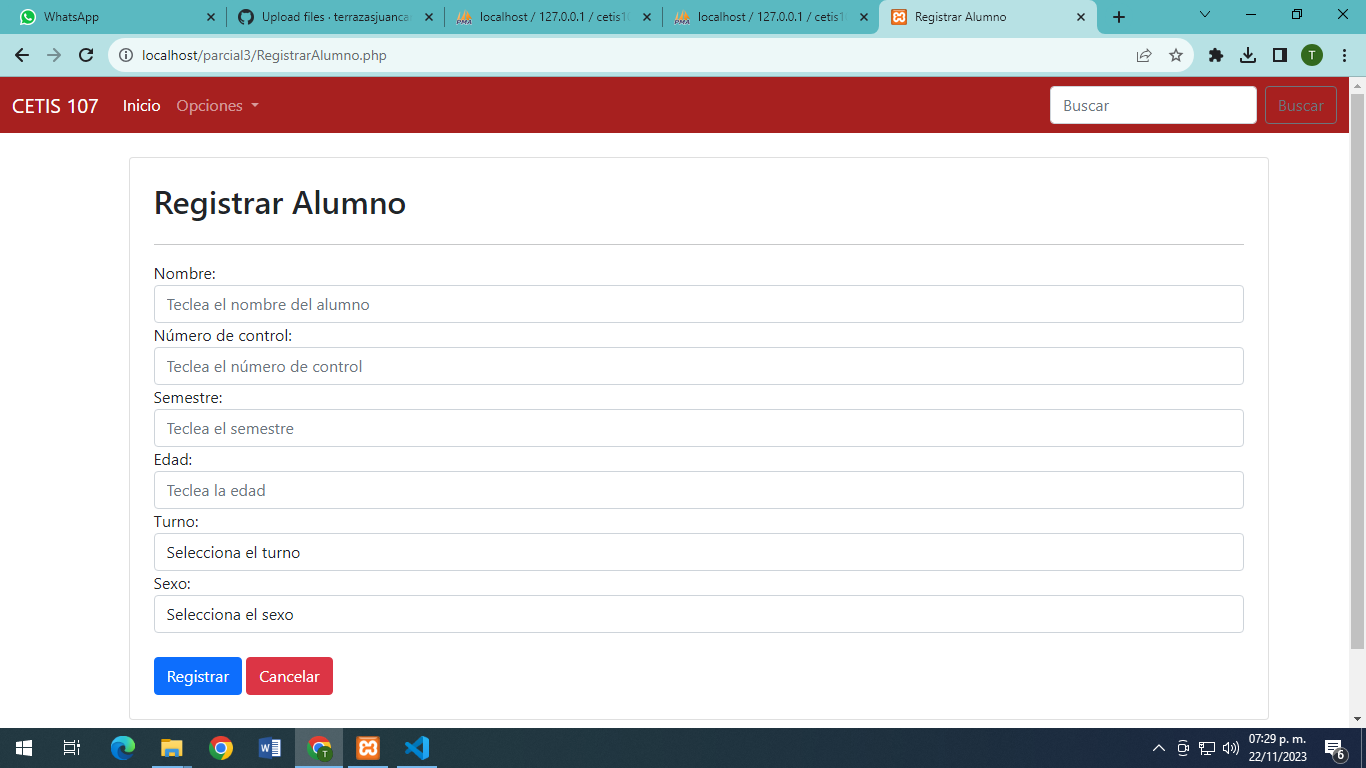 WhatsApp
Upload files · terrazasjuanca
localhost / 127.0.0.1 / cetis10
localhost / 127.0.0.1 / cetis10
Registrar Alumno
localhost/parcial3/RegistrarAlumno.php
T
CETIS 107
Inicio
Opciones
Buscar
Buscar
Registrar Alumno
Nombre:
Teclea el nombre del alumno
Número de control:
Teclea el número de control
Semestre:
Teclea el semestre
Edad:
Teclea la edad
Turno:
Selecciona el turno
Sexo:
Selecciona el sexo
Registrar
Cancelar
07:29 p. m.
22/11/2023
6